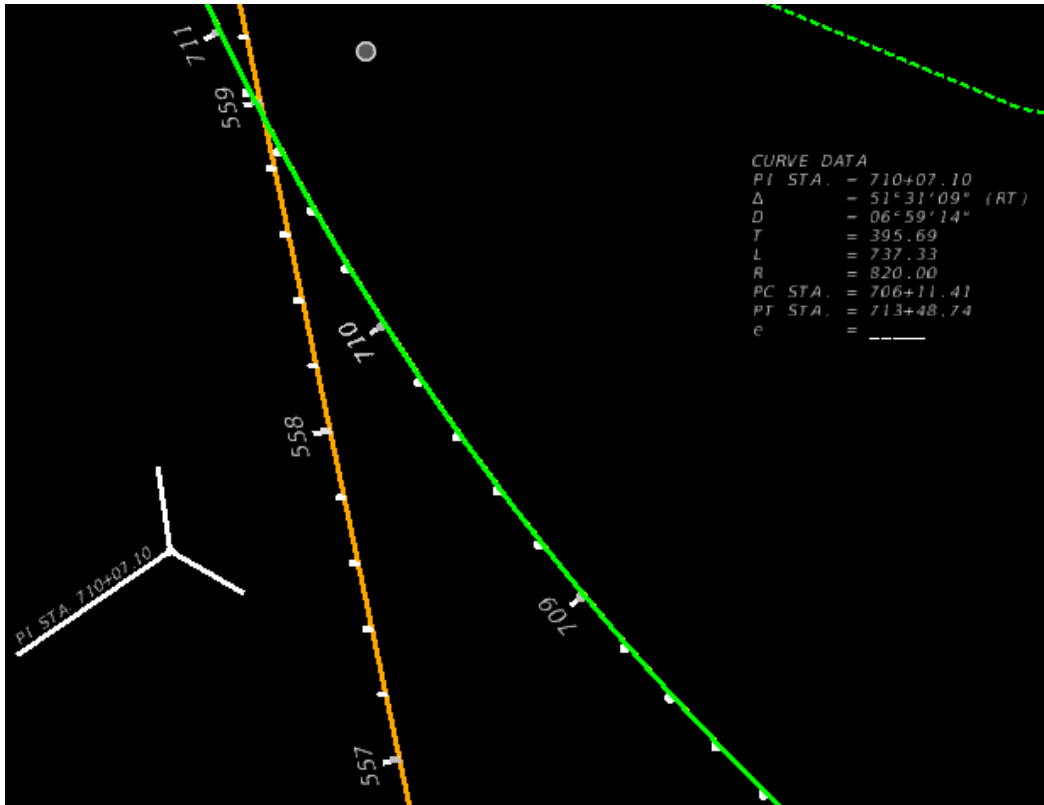 711
559
CURVE DATA
PI STA. - 710+07.10
Δ - 51°31'09" (RT)
D - 06°59'14"
T = 395.69
L = 737.33
R = 820.00
PC STA. = 706+11.41
PT STA. = 713+48.74
e = _____
710
558
PI STA 710+07.10
709
557